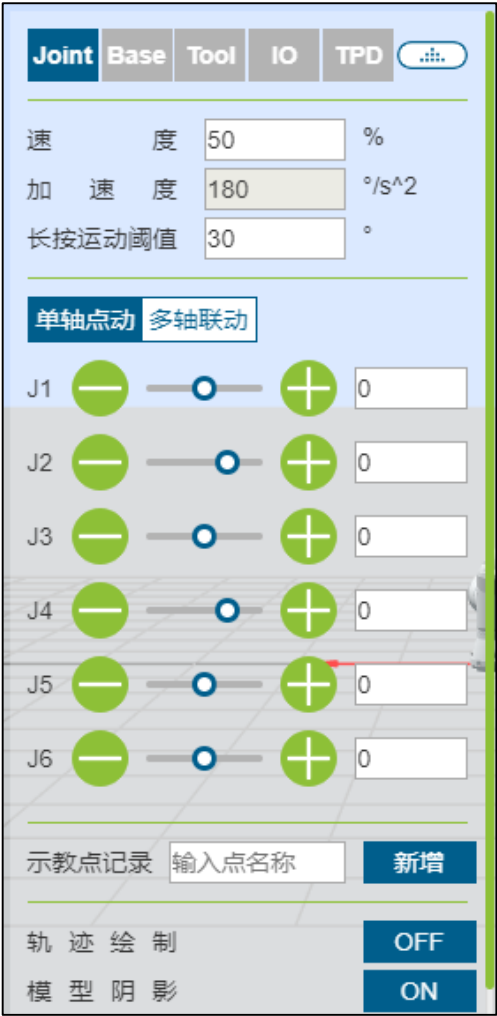 Joint Base Tool IO TPD
速度 50 %
加速度 180 °/s^2
长按运动阈值 30 °
单轴点动 多轴联动
J1 0
J2 0
J3 0
J4 0
J5 0
J6 0
示教点记录 输入点名称 新增
轨迹绘制 OFF
模型阴影 ON